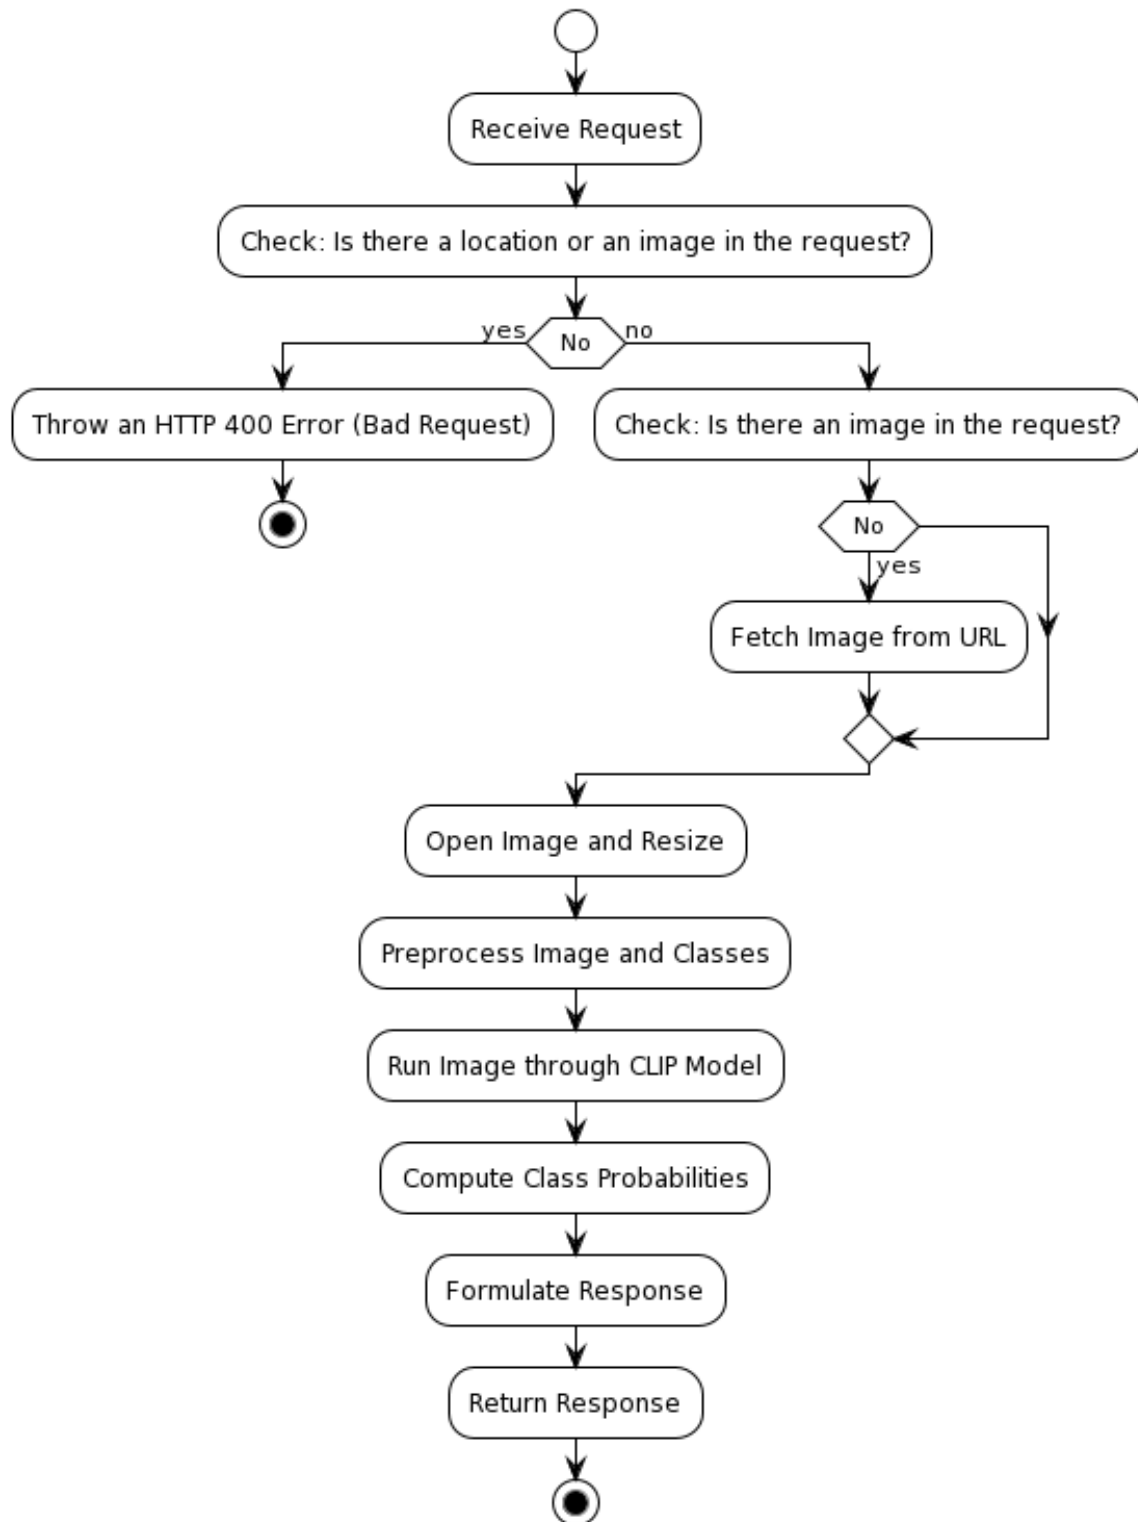 Receive Request
Check: Is there a location or an image in the request?
yes
No
no
Throw an HTTP 400 Error (Bad Request)
Check: Is there an image in the request?
No
yes
Fetch Image from URL
Open Image and Resize
Preprocess Image and Classes
Run Image through CLIP Model
Compute Class Probabilities
Formulate Response
Return Response